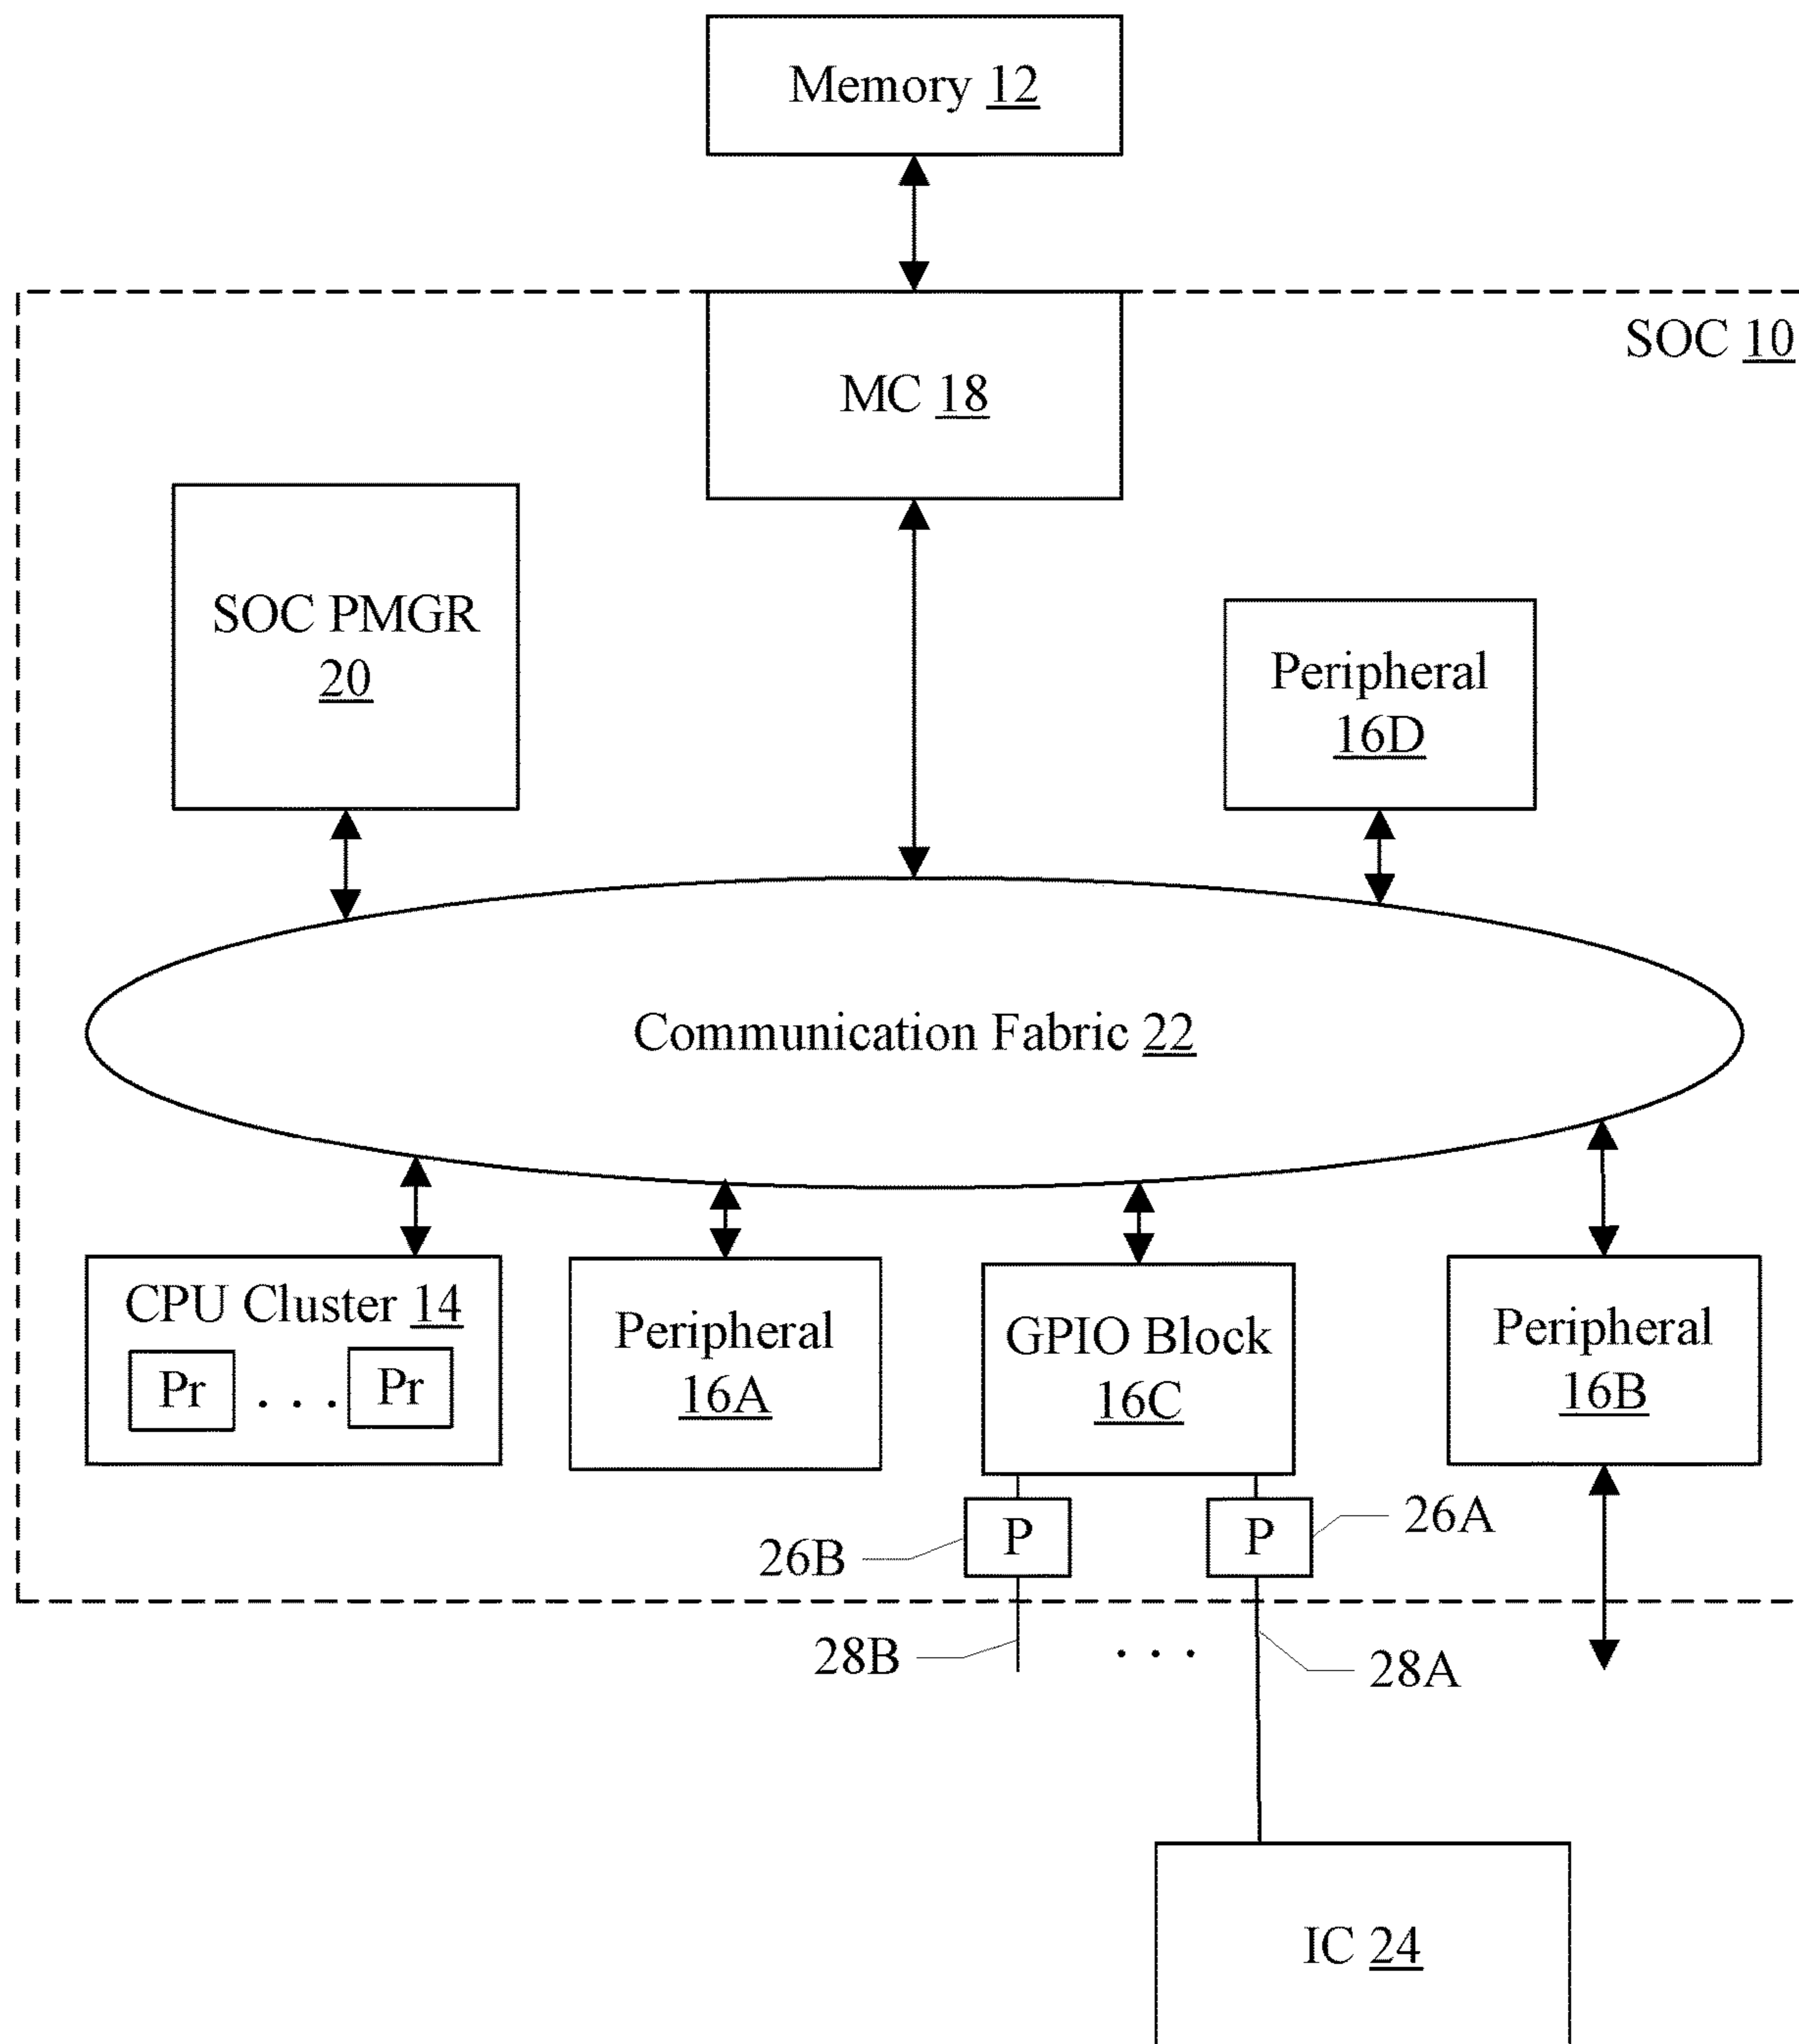 Memory 12
SOC 10
MC 18
SOC PMGR
20
Peripheral
16D
Communication Fabric 22
CPU Cluster 14
Pr . . . Pr
Peripheral
16A
GPIO Block
16C
Peripheral
16B
26B
P
P
26A
28B
. . .
28A
IC 24